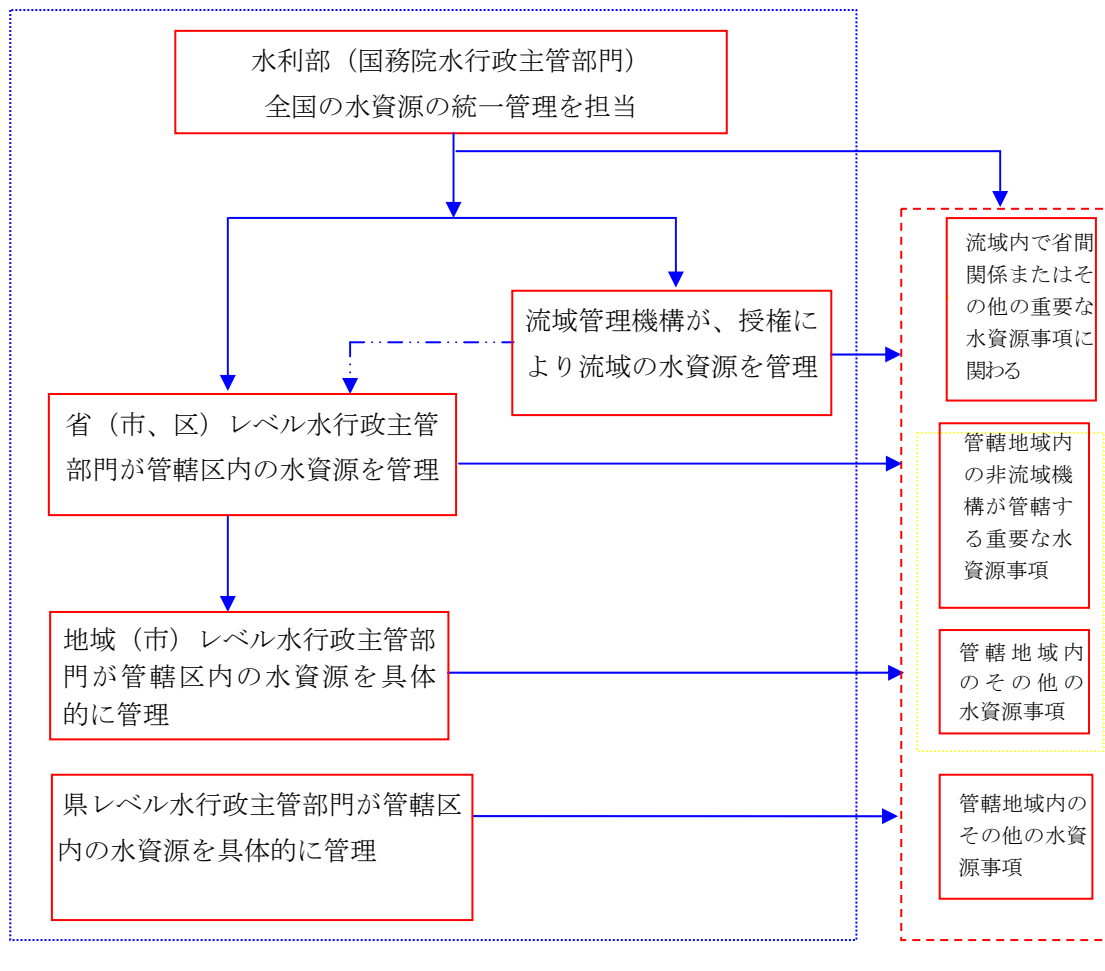 水利部（国務院水行政主管部門）
全国の水資源の統一管理を担当
流域管理機構が、授権に
より流域の水資源を管理
省（市、区）レベル水行政主管
部門が管轄区内の水資源を管理
地域（市）レベル水行政主管部
門が管轄区内の水資源を具体
的に管理
県レベル水行政主管部門が管轄区
内の水資源を具体的に管理
流域内で省間
関係またはそ
の他の重要な
水資源事項に
関わる
管轄地域内
の非流域機
構が管轄す
る重要な水
資源事項
管轄地域内
のその他の
水資源事項
管轄地域内の
その他の水資
源事項